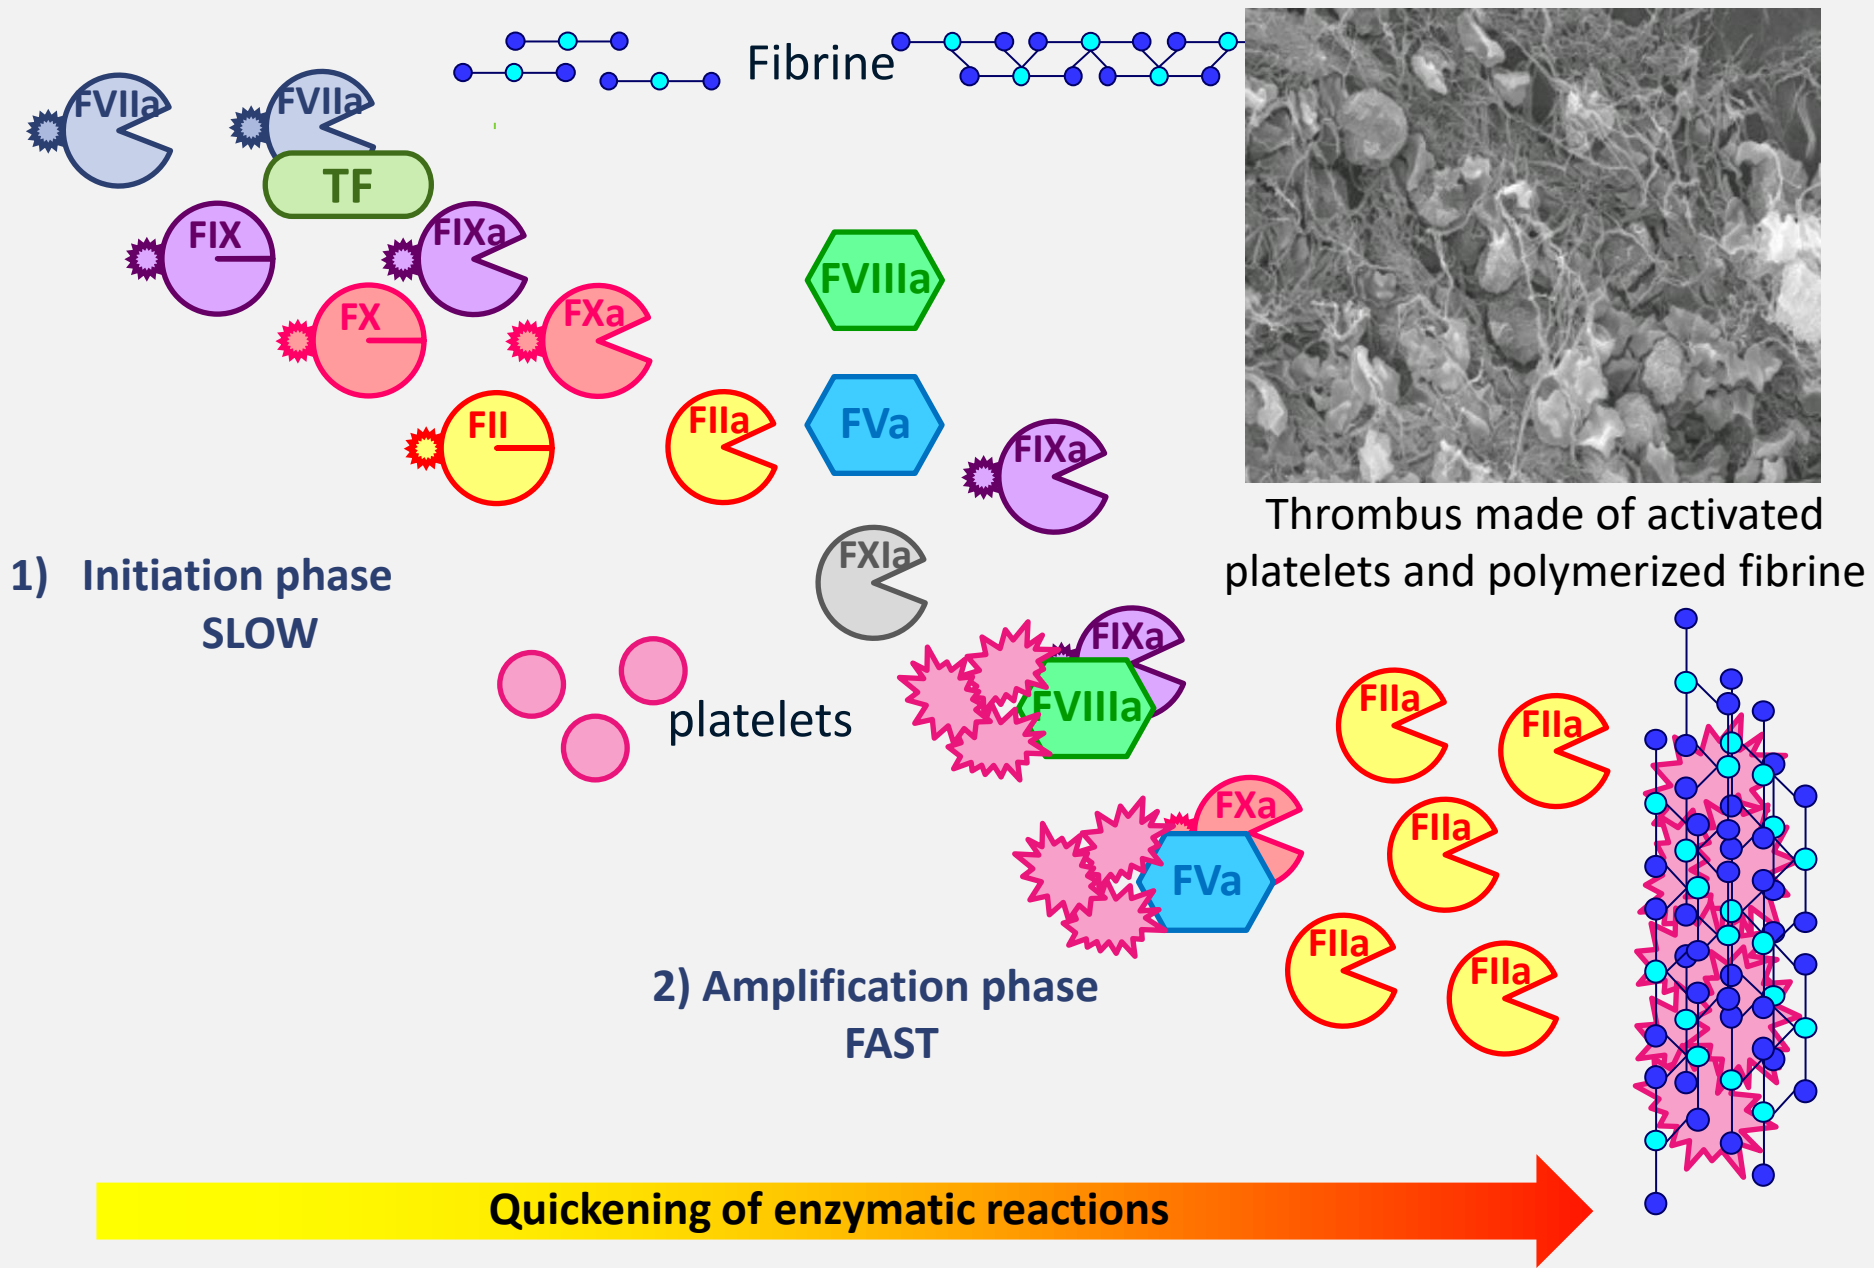 Fibrine
FVIIa
FVIIa
TF
FIX
FIXa
FVIIIa
FX
FXa
FII
FIIa
FVa
FIXa
Thrombus made of activated
platelets and polymerized fibrine
FXIa
1) Initiation phase
SLOW
FIXa
platelets
FVIIIa
FIIa
FIIa
FXa
FIIa
FVa
FIIa
FIIa
2) Amplification phase
FAST
Quickening of enzymatic reactions